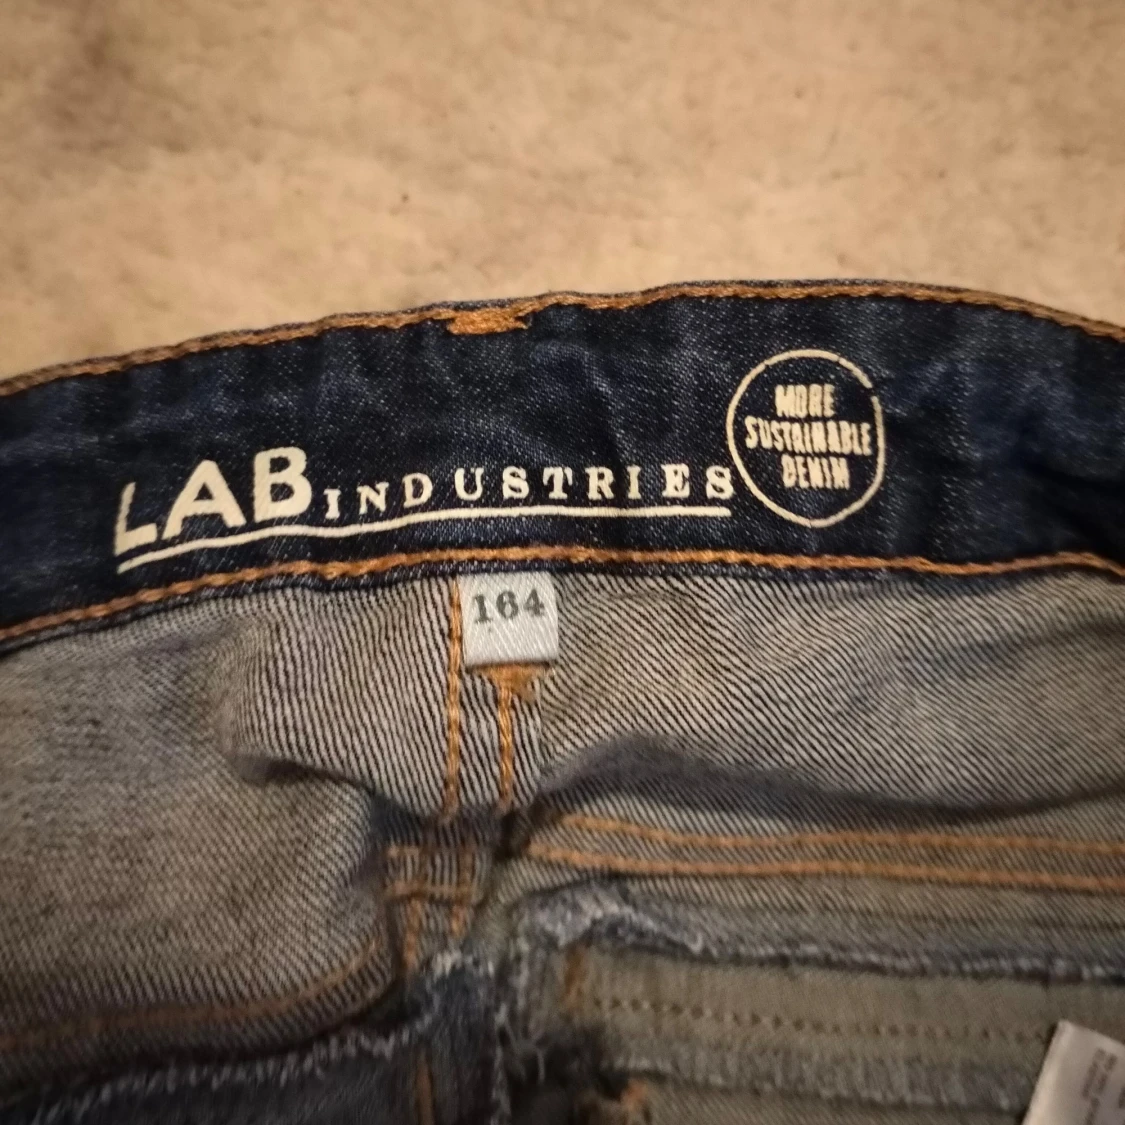 LAB INDUSTRIES
MORE
SUSTAINABLE
DENIM
164